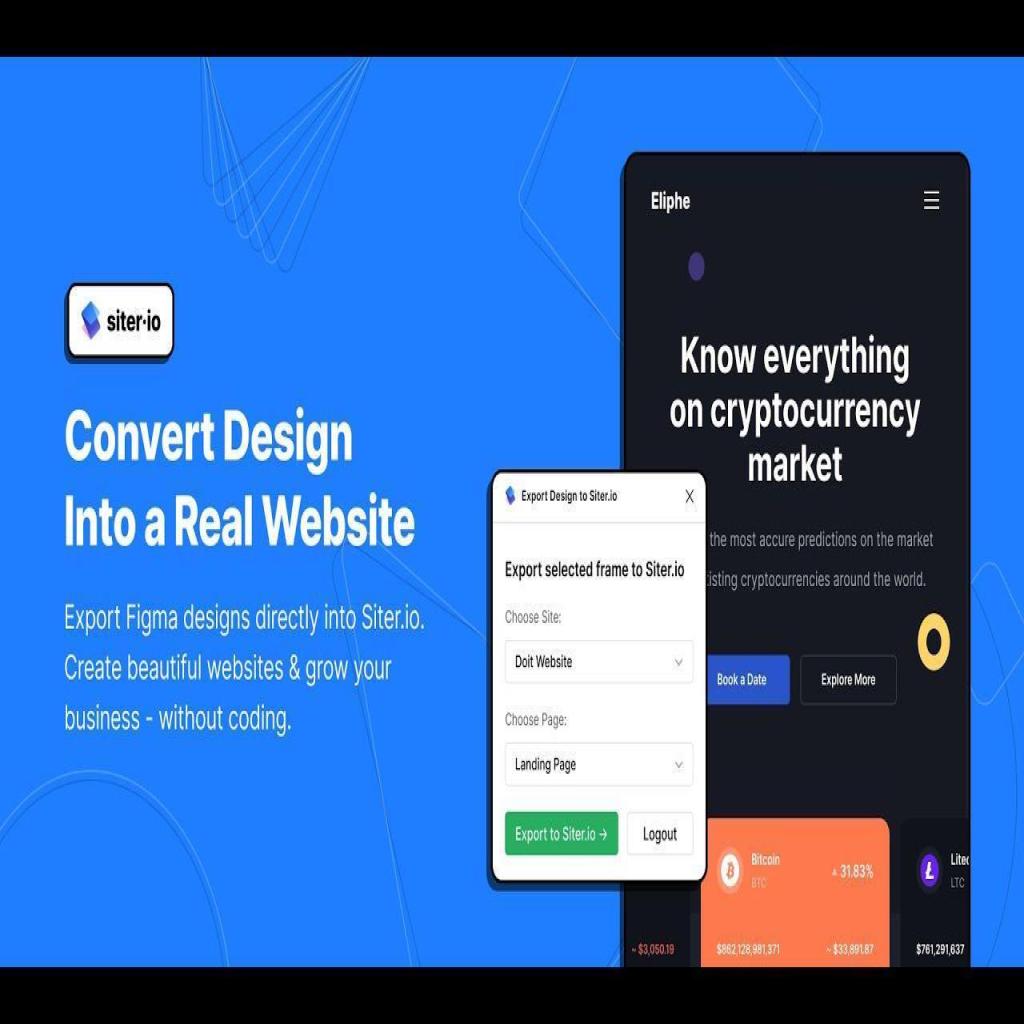 siter·io
Convert Design
Into a Real Website
Export Figma designs directly into Siter.io.
Create beautiful websites & grow your
business - without coding.
Export Design to Siter.io
X
Export selected frame to Siter.io
Choose Site:
Doit Website
Choose Page:
Landing Page
Export to Siter.io →
Logout
Eliphe
Know everything
on cryptocurrency
market
the most accure predictions on the market
cryptocurrencies around the world.
Book a Date
Explore More
~ $3,050.19
Bitcoin
BTC
31.83%
$862,128,981,371
~ $33,891.87
LTC
$761,291,637